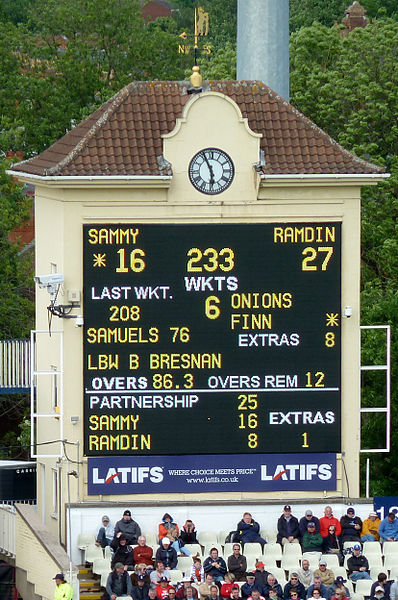 N
SAMMY RAMDIN
* 16 233 27
WKTS
LAST WKT. 6 ONIONS
208 FINN *
SAMUELS 76 EXTRAS 8
LBW B BRESNAN
OVERS 86.3 OVERS REM 12
PARTNERSHIP 25
SAMMY 16 EXTRAS
RAMDIN 8 1
LATIFS WHERE CHOICE MEETS PRICE LATIFS
www.latifs.co.uk